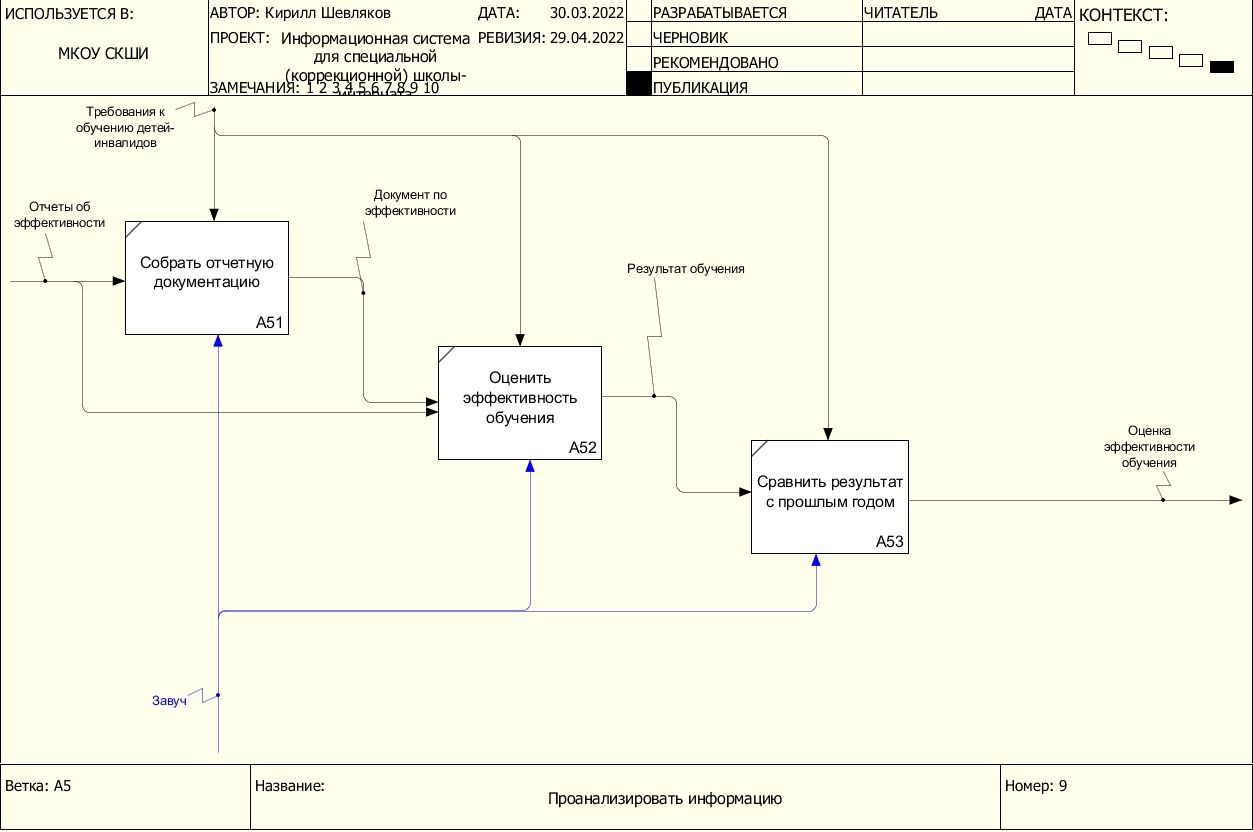 ИСПОЛЬЗУЕТСЯ В:
МКОУ СКШИ
АВТОР: Кирилл Шевляков
ДАТА: 30.03.2022
ПРОЕКТ: Информационная система
для специальной
(коррекционной) школы-
интерната
РЕВИЗИЯ: 29.04.2022
ЗАМЕЧАНИЯ: 1 2 3 4 5 6 7 8 9 10
РАЗРАБАТЫВАЕТСЯ
ЧЕРНОВИК
РЕКОМЕНДОВАНО
ПУБЛИКАЦИЯ
ЧИТАТЕЛЬ ДАТА
КОНТЕКСТ:
Требования к
обучению детей-
инвалидов
Отчеты об
эффективности
Документ по
эффективности
Собрать отчетную
документацию
A51
Результат обучения
Оценить
эффективность
обучения
A52
Оценка
эффективности
обучения
Сравнить результат
с прошлым годом
A53
Завуч
Ветка: A5
Название:
Проанализировать информацию
Номер: 9